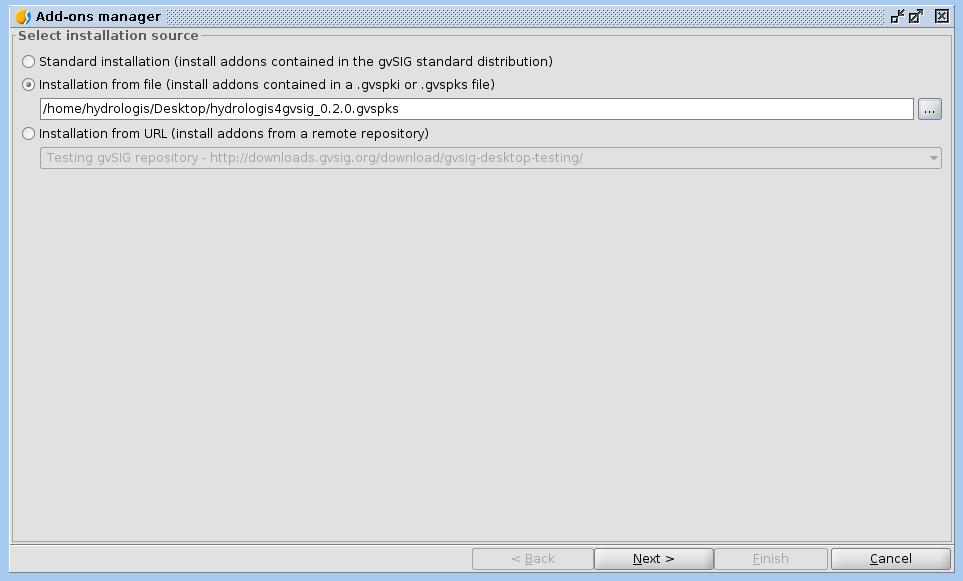 Add-ons manager
Select installation source
Standard installation (install addons contained in the gvSIG standard distribution)
Installation from file (install addons contained in a .gvspki or .gvspks file)
/home/hydrologis/Desktop/hydrologis4gvsig_0.2.0.gvspks
...
Installation from URL (install addons from a remote repository)
Testing gvSIG repository - http://downloads.gvsig.org/download/gvsig-desktop-testing/
< Back Next > Finish Cancel